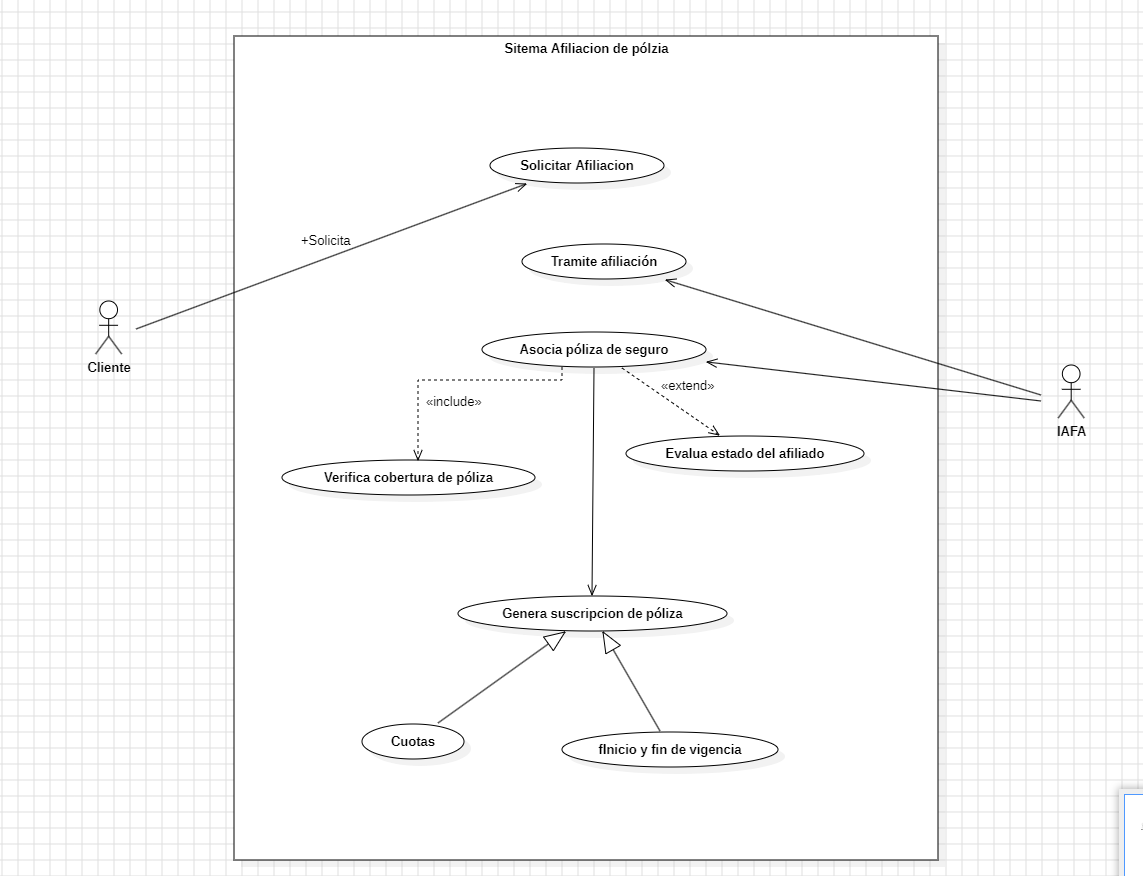 Sitema Afiliacion de pólzia
Solicitar Afiliacion
+Solicita
Tramite afiliación
Cliente
Asocia póliza de seguro
«extend»
«include»
IAFA
Evalua estado del afiliado
Verifica cobertura de póliza
Genera suscripcion de póliza
Cuotas
fInicio y fin de vigencia